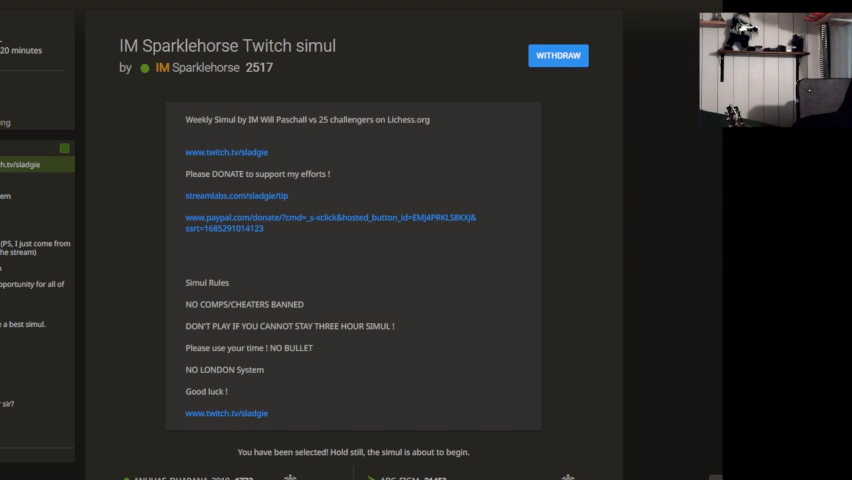 20 minutes
ing
h.tv/sladgie
em
(PS, I just come from
he stream)
opportunity for all of
e a best simul.
sir?
IM Sparklehorse Twitch simul
by IM Sparklehorse 2517
WITHDRAW
Weekly Simul by IM Will Paschall vs 25 challengers on Lichess.org
www.twitch.tv/sladgie
Please DONATE to support my efforts !
streamlabs.com/sladgie/tip
www.paypal.com/donate/?cmd=_s-xclick&hosted_button_id=EMJ4PRKLS8KXJ&
ssrt=1685291014123
Simul Rules
NO COMPS/CHEATERS BANNED
DON'T PLAY IF YOU CANNOT STAY THREE HOUR SIMUL !
Please use your time ! NO BULLET
NO LONDON System
Good luck !
www.twitch.tv/sladgie
You have been selected! Hold still, the simul is about to begin.